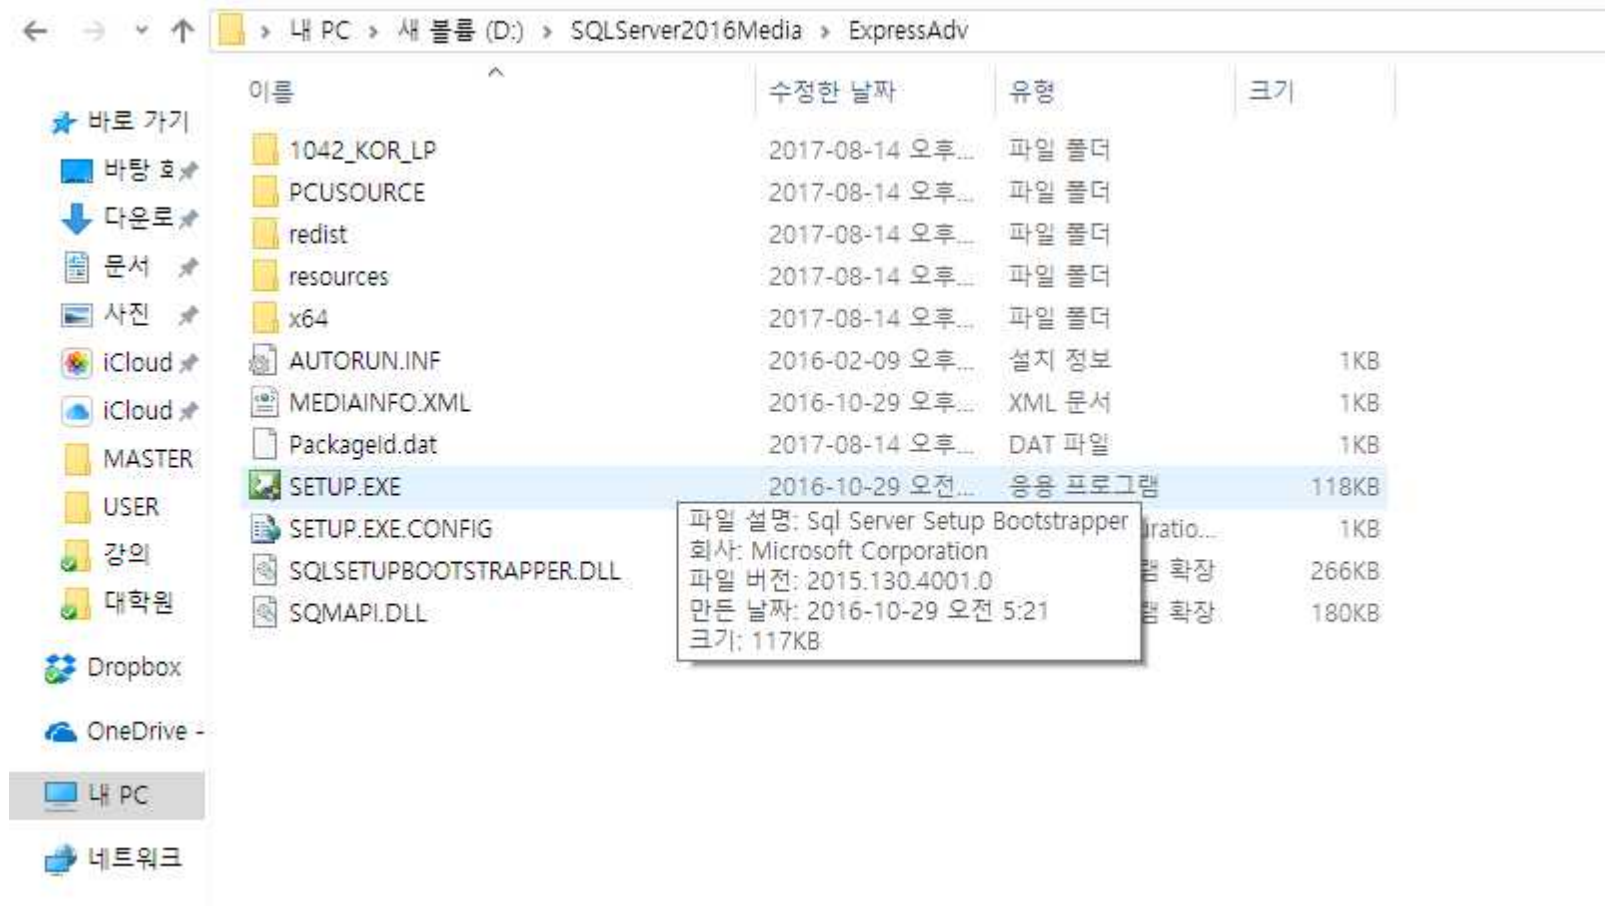 내 PC > 새 볼륨 (D:) > SQLServer2016Media > ExpressAdv
이름 수정한 날짜 유형 크기
바로 가기
바탕 
다운로
문서
사진
iCloud
iCloud
MASTER
USER
강의
대학원
Dropbox
OneDrive -
내 PC
네트워크
1042_KOR_LP 2017-08-14 오후... 파일 폴더
PCUSOURCE 2017-08-14 오후... 파일 폴더
redist 2017-08-14 오후... 파일 폴더
resources 2017-08-14 오후... 파일 폴더
x64 2017-08-14 오후... 파일 폴더
AUTORUN.INF 2016-02-09 오후... 설치 정보 1KB
MEDIAINFO.XML 2016-10-29 오후... XML 문서 1KB
PackageId.dat 2017-08-14 오후... DAT 파일 1KB
SETUP.EXE 2016-10-29 오전... 응용 프로그램 118KB
SETUP.EXE.CONFIG 1KB
SQLSETUPBOOTSTRAPPER.DLL 확장 266KB
SQMAPI.DLL 확장 180KB
파일 설명: Sql Server Setup Bootstrapper
회사: Microsoft Corporation
파일 버전: 2015.130.4001.0
만든 날짜: 2016-10-29 오전 5:21
크기: 117KB